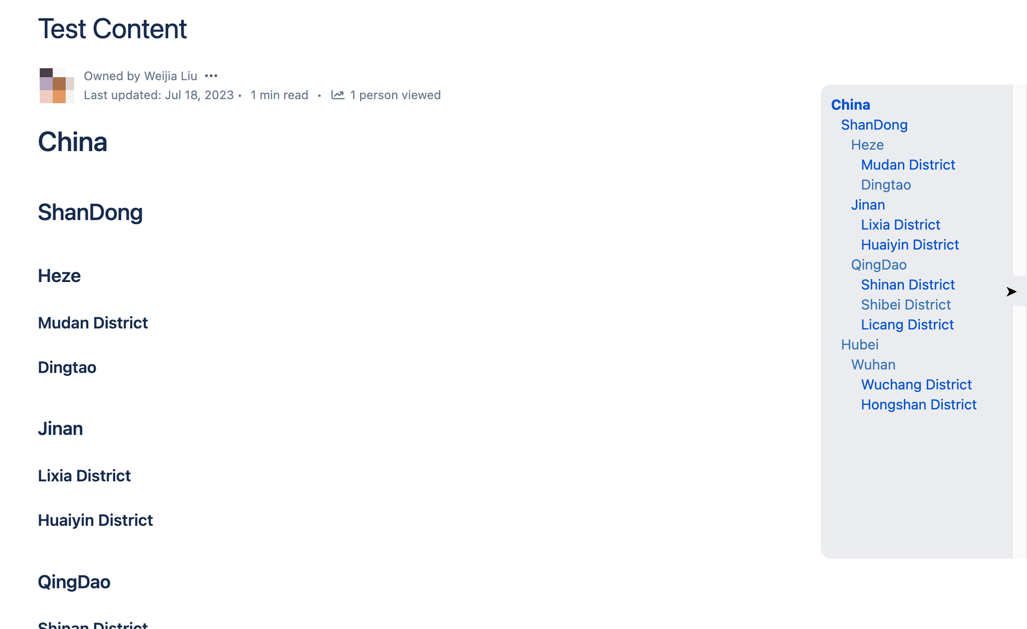 Test Content
Owned by Weijia Liu •••
Last updated: Jul 18, 2023 • 1 min read • 1 person viewed
China
ShanDong
Heze
Mudan District
Dingtao
Jinan
Lixia District
Huaiyin District
QingDao
Shinan District
China
ShanDong
Heze
Mudan District
Dingtao
Jinan
Lixia District
Huaiyin District
QingDao
Shinan District
Shibei District
Licang District
Hubei
Wuhan
Wuchang District
Hongshan District